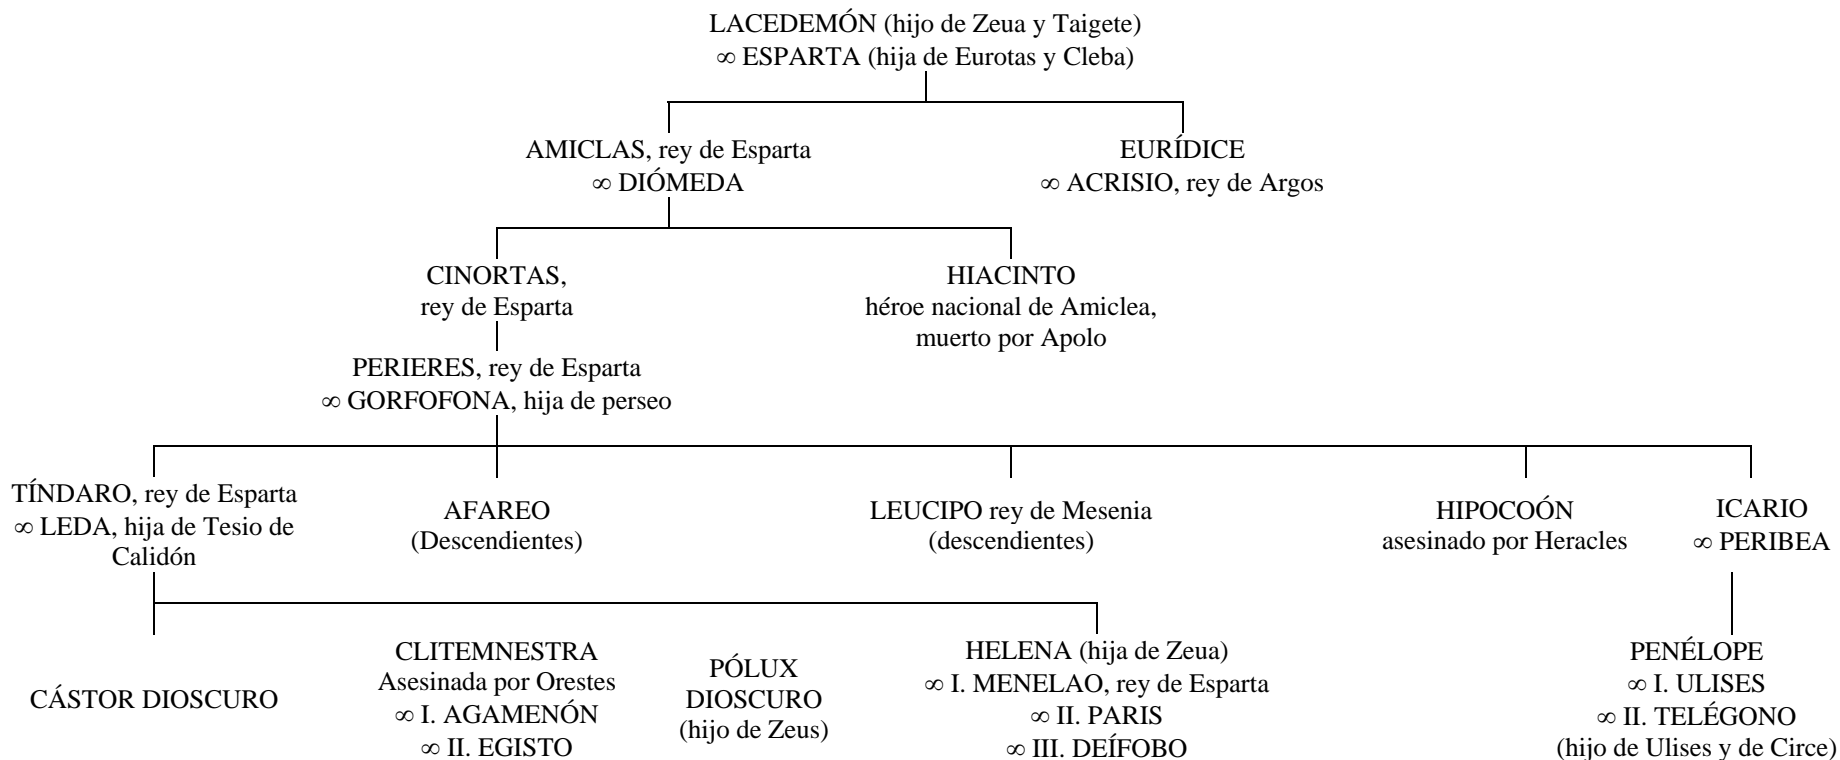 LACEDEMÓN (hijo de Zeua y Taigete)
∞ ESPARTA (hija de Eurotas y Cleba)
AMICLAS, rey de Esparta
∞ DIÓMEDA
EURÍDICE
∞ ACRISIO, rey de Argos
CINORTAS,
rey de Esparta
HIACINTO
héroe nacional de Amiclea,
muerto por Apolo
PERIERES, rey de Esparta
∞ GORFOFONA, hija de perseo
TÍNDARO, rey de Esparta
∞ LEDA, hija de Tesio de
Calidón
AFAREO
(Descendientes)
LEUCIPO rey de Mesenia
(descendientes)
HIPOCOÓN
asesinado por Heracles
ICARIO
∞ PERIBEA
CÁSTOR DIOSCURO
CLITEMNESTRA
Asesinada por Orestes
∞ I. AGAMENÓN
∞ II. EGISTO
PÓLUX
DIOSCURO
(hijo de Zeus)
HELENA (hija de Zeua)
∞ I. MENELAO, rey de Esparta
∞ II. PARIS
∞ III. DEÍFOBO
PENÉLOPE
∞ I. ULISES
∞ II. TELÉGONO
(hijo de Ulises y de Circe)